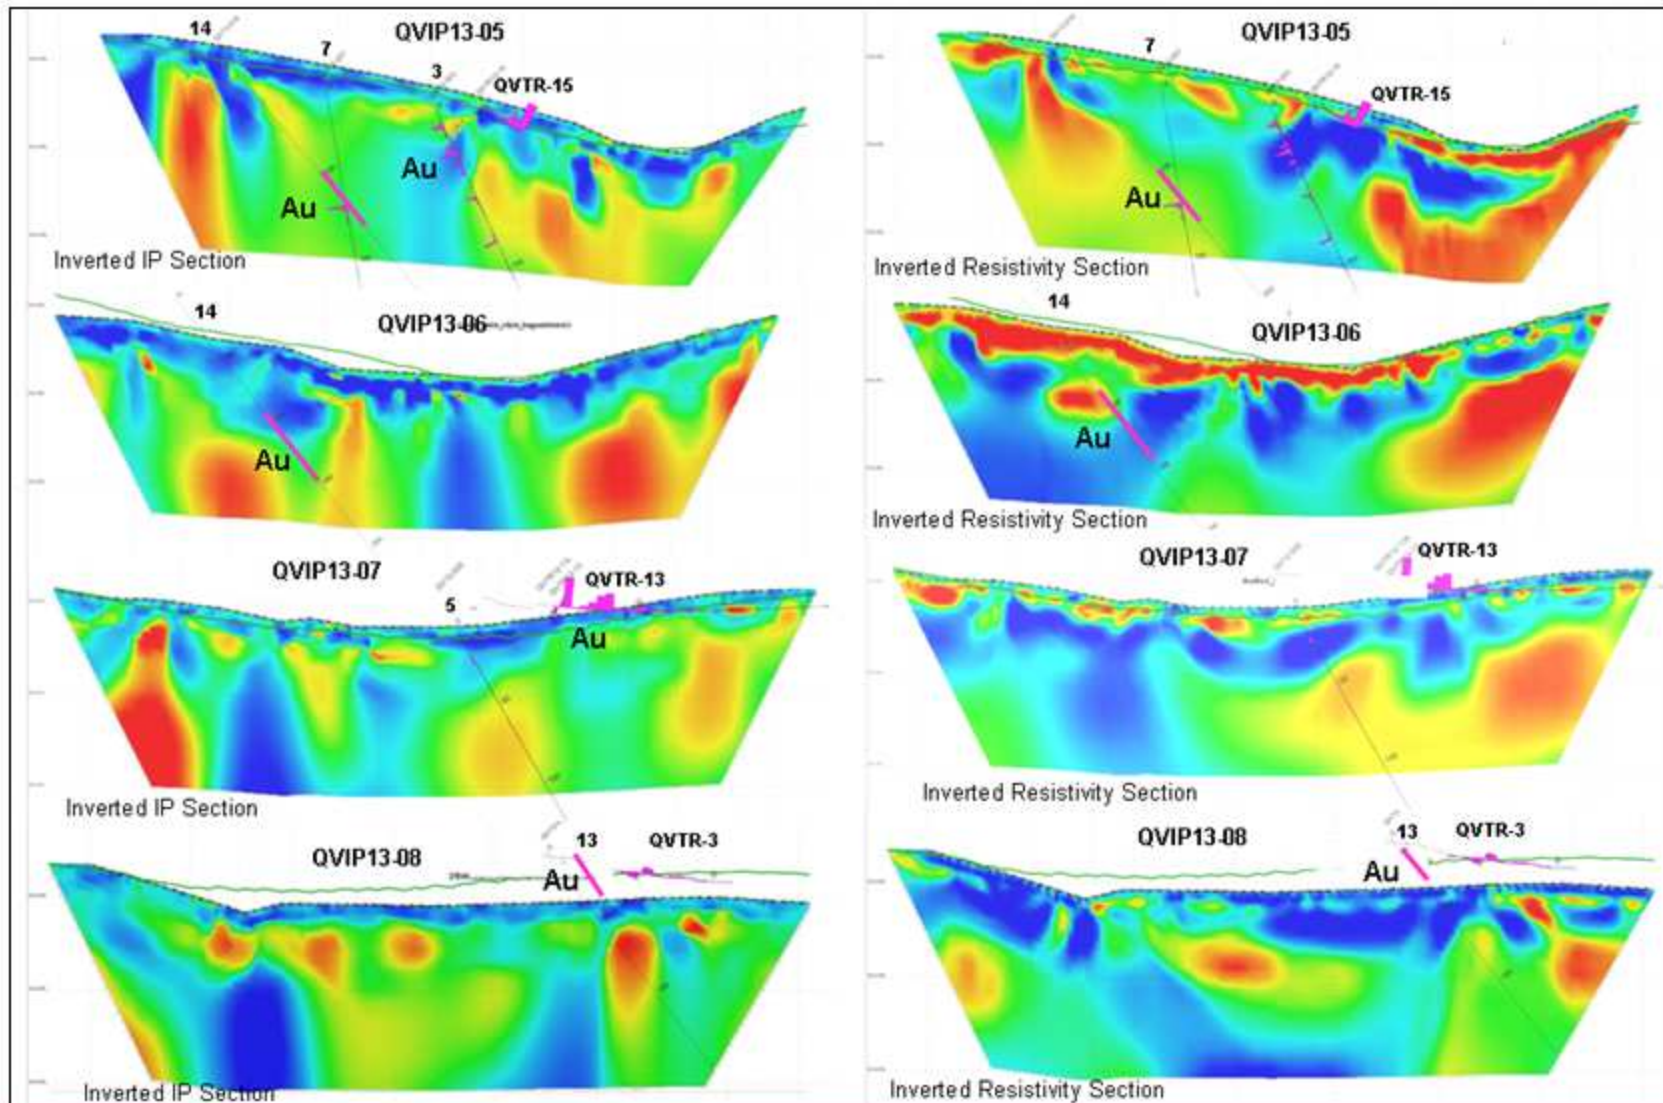 14
QVIP13-05
7
3
QVTR-15
Au
Au
Inverted IP Section
QVIP13-05
7
QVTR-15
Au
Inverted Resistivity Section
14
QVIP13-06
Au
14
QVIP13-06
Au
Inverted Resistivity Section
QVIP13-07
5
QVTR-13
Au
Inverted IP Section
QVIP13-07
QVTR-13
Inverted Resistivity Section
QVIP13-08
13
QVTR-3
Au
Inverted IP Section
QVIP13-08
13
QVTR-3
Au
Inverted Resistivity Section